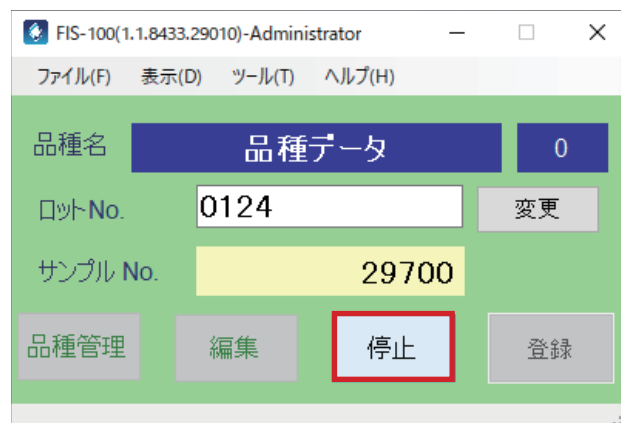 FIS-100(1.1.8433.29010)-Administrator
ファイル(F) 表示(D) ツール(T) ヘルプ(H)
品種名 品種データ 0
ロットNo. 0124 変更
サンプル No. 29700
品種管理 編集 停止 登録